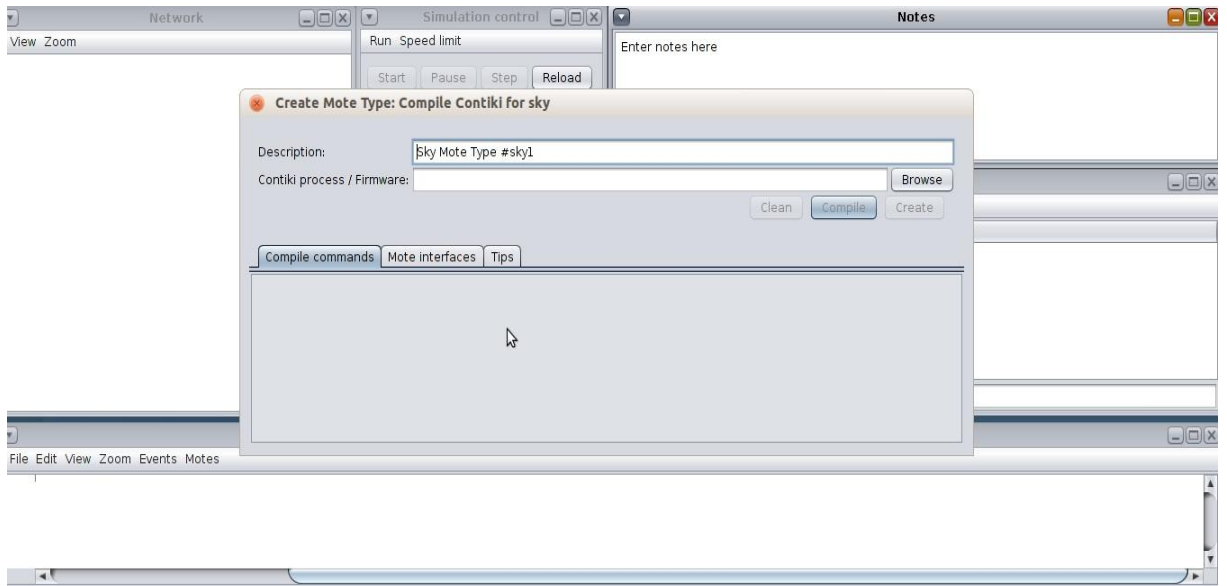 Network
View Zoom
Simulation control
Run Speed limit
Start Pause Step Reload
Notes
Enter notes here
Create Mote Type: Compile Contiki for sky
Description: Sky Mote Type #sky1
Contiki process / Firmware: Browse
Clean Compile Create
Compile commands Mote interfaces Tips
File Edit View Zoom Events Motes